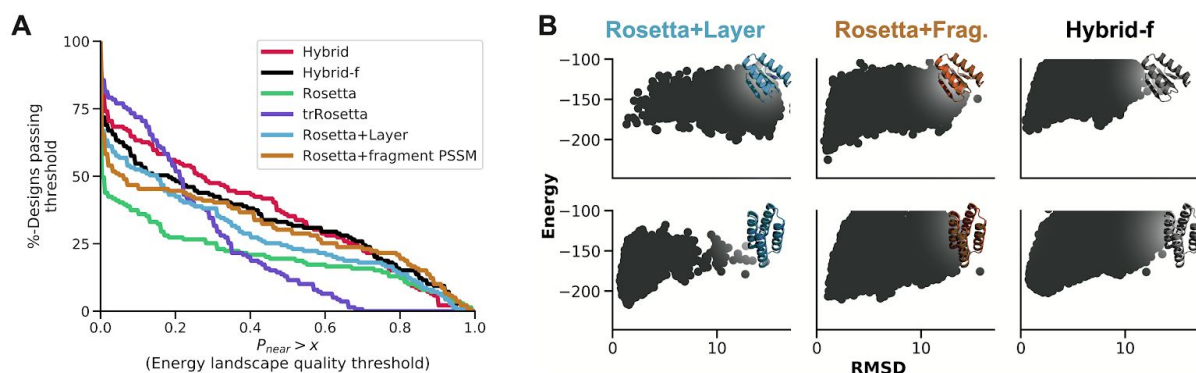 A
100
75
50
25
0
%-Designs passing
threshold
Hybrid
Hybrid-f
Rosetta
trRosetta
Rosetta+Layer
Rosetta+fragment PSSM
0.0 0.2 0.4 0.6 0.8 1.0
Pnear > x
(Energy landscape quality threshold)
B
Rosetta+Layer Rosetta+Frag. Hybrid-f
−100
−150
−200
Energy
−100
−150
−200
0 10 0 10 0 10
RMSD